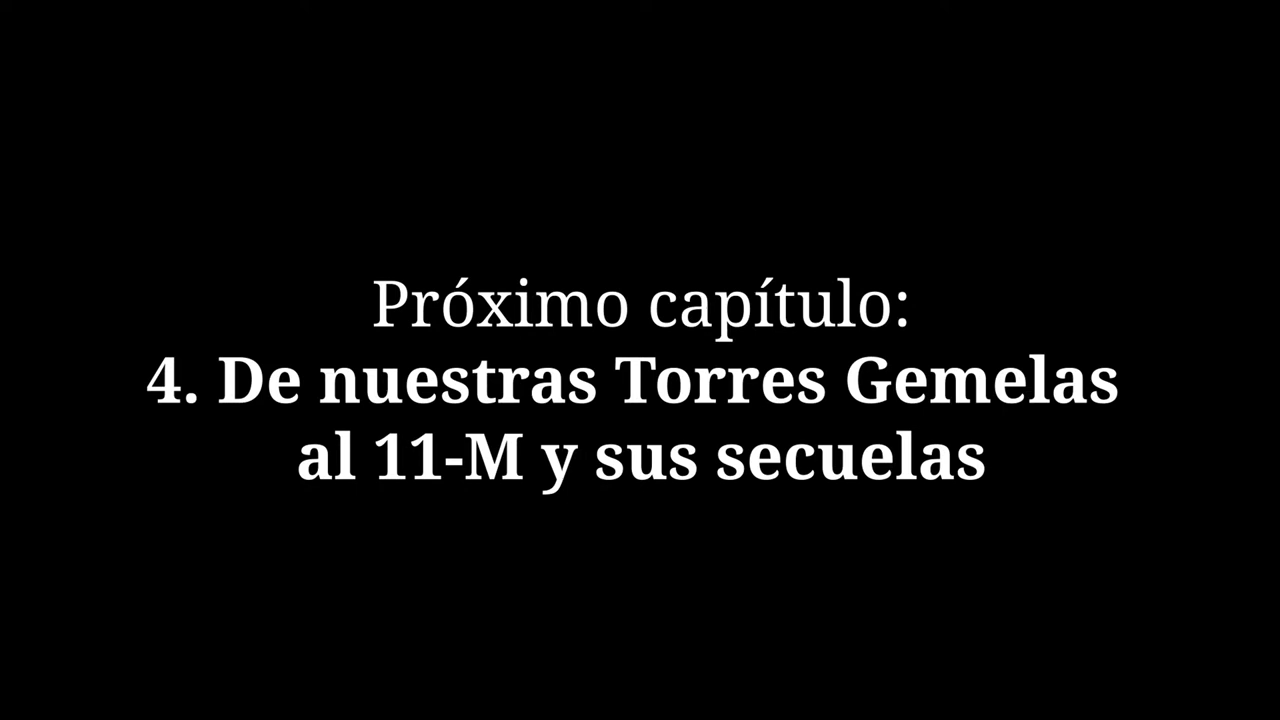 Próximo capítulo:
4. De nuestras Torres Gemelas
al 11-M y sus secuelas